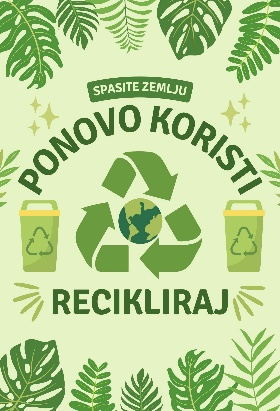 SPASITE ZEMLJU
PONOVO KORISTI
RECIKLIRAJ